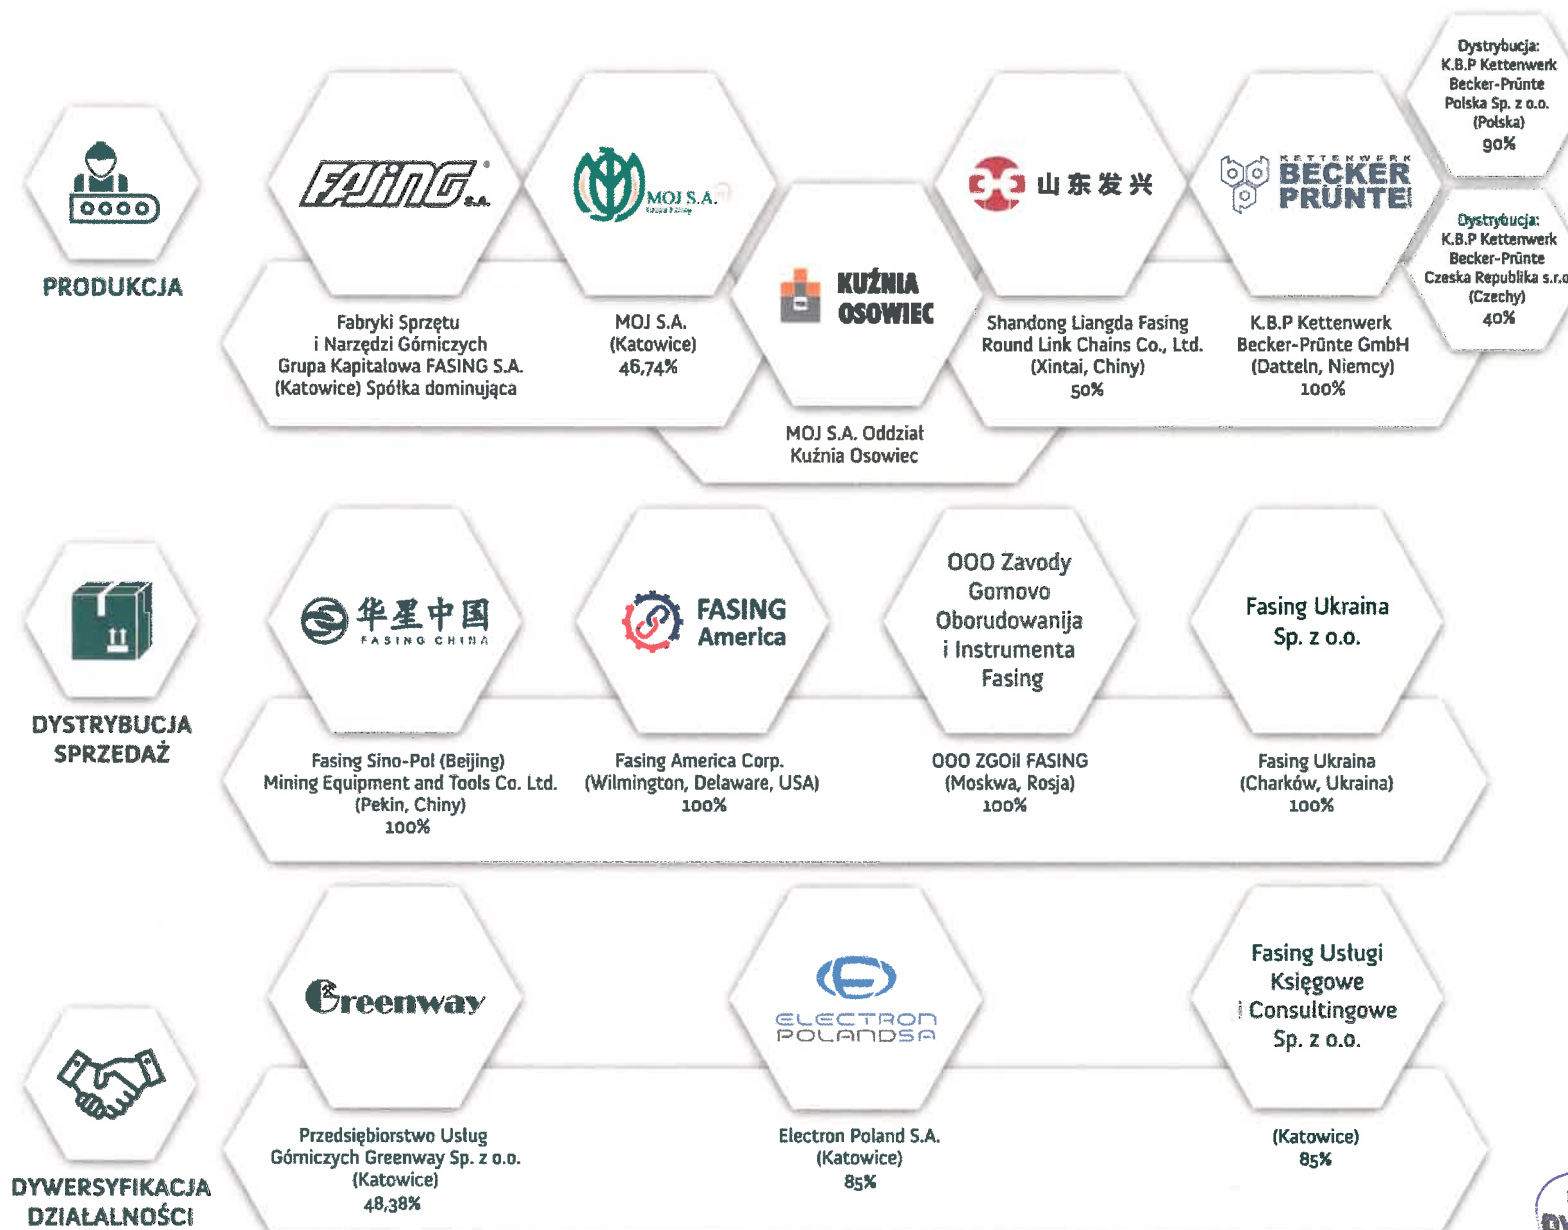 PRODUKCJA
FASING S.A.
MOJ S.A.
Grupa Fasing
KUŹNIA
OSOWIEC
山东发兴
KETTENWERK
BECKER
PRÜNTE
Dystrybucja:
K.B.P Kettenwerk
Becker-Prünte
Polska Sp. z o.o.
(Polska)
90%
Dystrybucja:
K.B.P Kettenwerk
Becker-Prünte
Czeska Republika s.r.o
(Czechy)
40%
Fabryki Sprzętu
i Narzędzi Górniczych
Grupa Kapitałowa FASING S.A.
(Katowice) Spółka dominująca
MOJ S.A.
(Katowice)
46,74%
MOJ S.A. Oddział
Kuźnia Osowiec
Shandong Liangda Fasing
Round Link Chains Co., Ltd.
(Xintai, Chiny)
50%
K.B.P Kettenwerk
Becker-Prünte GmbH
(Datteln, Niemcy)
100%
DYSTRYBUCJA
SPRZEDAŻ
华星中国
FASING CHINA
FASING
America
OOO Zavody
Gornovo
Oborudowanija
i Instrumenta
Fasing
Fasing Ukraina
Sp. z o.o.
Fasing Sino-Pol (Beijing)
Mining Equipment and Tools Co. Ltd.
(Pekin, Chiny)
100%
Fasing America Corp.
(Wilmington, Delaware, USA)
100%
OOO ZGOiI FASING
(Moskwa, Rosja)
100%
Fasing Ukraina
(Charków, Ukraina)
100%
DYWERSYFIKACJA
DZIAŁALNOŚCI
Greenway
ELECTRON
POLANDSA
Fasing Usługi
Księgowe
i Consultingowe
Sp. z o.o.
Przedsiębiorstwo Usług
Górniczych Greenway Sp. z o.o.
(Katowice)
48,38%
Electron Poland S.A.
(Katowice)
85%
(Katowice)
85%